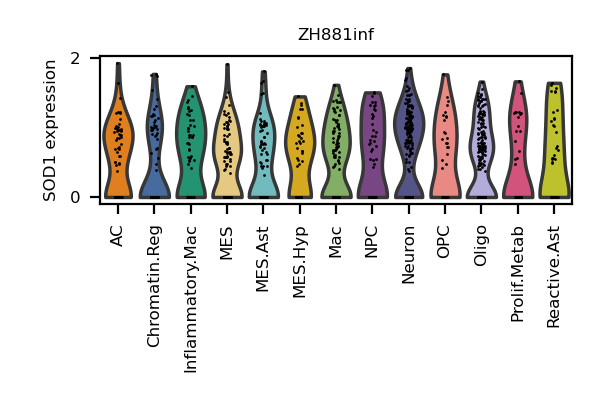 ZH881inf
SOD1 expression
2
0
AC
Chromatin.Reg
Inflammatory.Mac
MES
MES.Ast
MES.Hyp
Mac
NPC
Neuron
OPC
Oligo
Prolif.Metab
Reactive.Ast